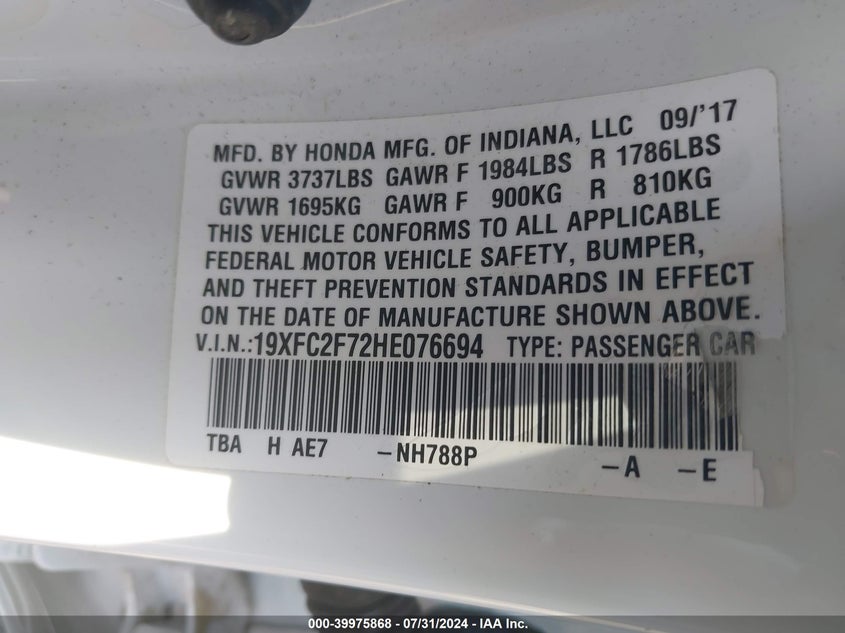 MFD. BY HONDA MFG. OF INDIANA, LLC 09/'17
GVWR 3737LBS GAWR F 1984LBS R 1786LBS
GVWR 1695KG GAWR F 900KG R 810KG
THIS VEHICLE CONFORMS TO ALL APPLICABLE
FEDERAL MOTOR VEHICLE SAFETY, BUMPER,
AND THEFT PREVENTION STANDARDS IN EFFECT
ON THE DATE OF MANUFACTURE SHOWN ABOVE.
V.I.N.:19XFC2F72HE076694 TYPE: PASSENGER CAR
TBA H AE7 -NH788P -A -E
000-39975868 - 07/31/2024 - IAA Inc.